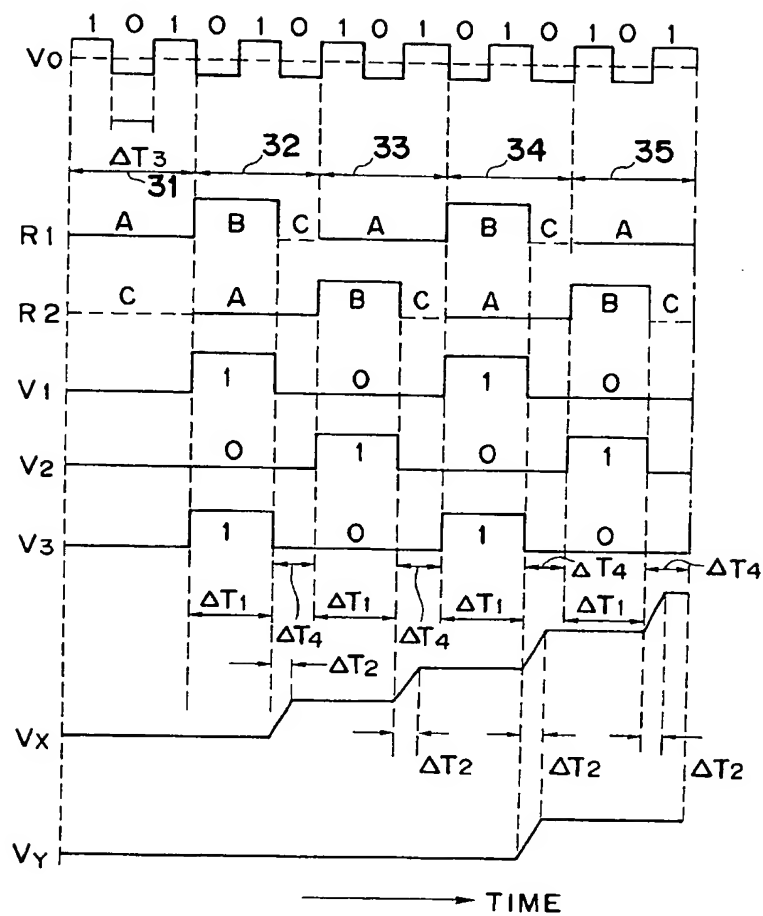 1 0 1 0 1 0 1 0 1 0 1 0 1 0 1
V0
ΔT3 32 33 34 35
31
R1 A B C A B C A
R2 C A B C A B C
V1 1 0 1 0
V2 0 1 0 1
V3 1 0 1 0
ΔT4 ΔT4
ΔT1 ΔT1 ΔT1 ΔT1
ΔT4 ΔT4
ΔT2
VX
ΔT2 ΔT2 ΔT2
VY
TIME